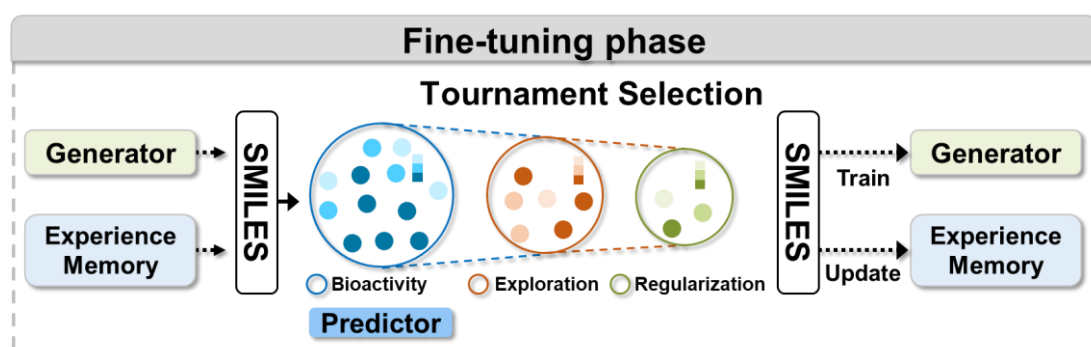 Fine-tuning phase
Tournament Selection
Generator
Experience
Memory
SMILES
Bioactivity
Exploration
Regularization
Predictor
SMILES
Train
Update
Generator
Experience
Memory